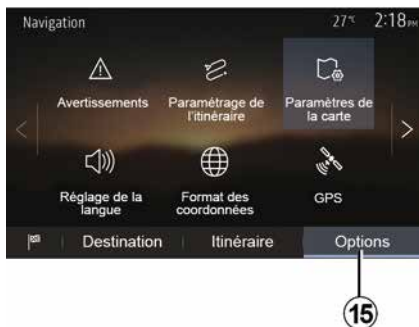 Navigation 27°C 2:18PM
Avertissements
Paramétrage de
l'itinéraire
Paramètres de
la carte
Réglage de la
langue
Format des
coordonnées
GPS
Destination Itinéraire Options
15